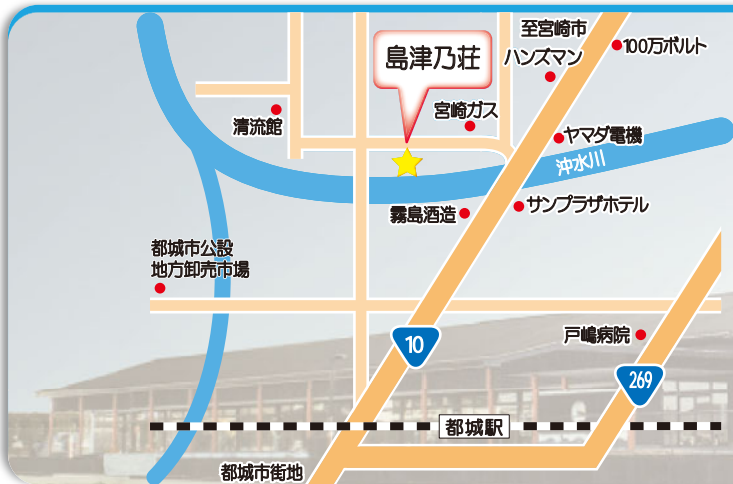 至宮崎市
100万ボルト
島津乃荘
ハンズマン
宮崎ガス
清流館
ヤマダ電機
沖水川
霧島酒造
サンプラザホテル
都城市公設
地方卸売市場
10
戸嶋病院
269
都城駅
都城市街地